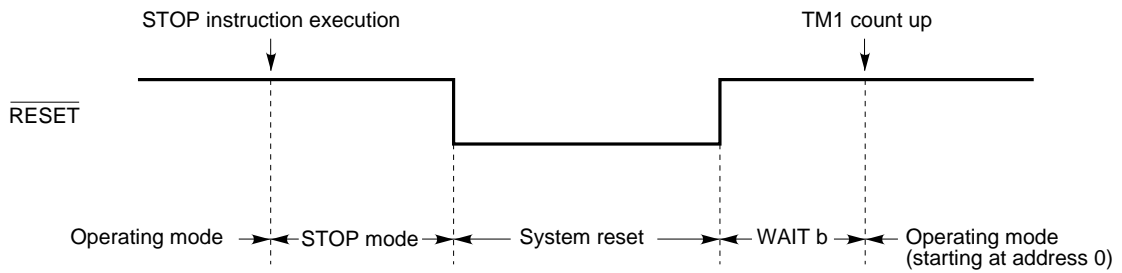 STOP instruction execution
TM1 count up
RESET
Operating mode
STOP mode
System reset
WAIT b
Operating mode
(starting at address 0)